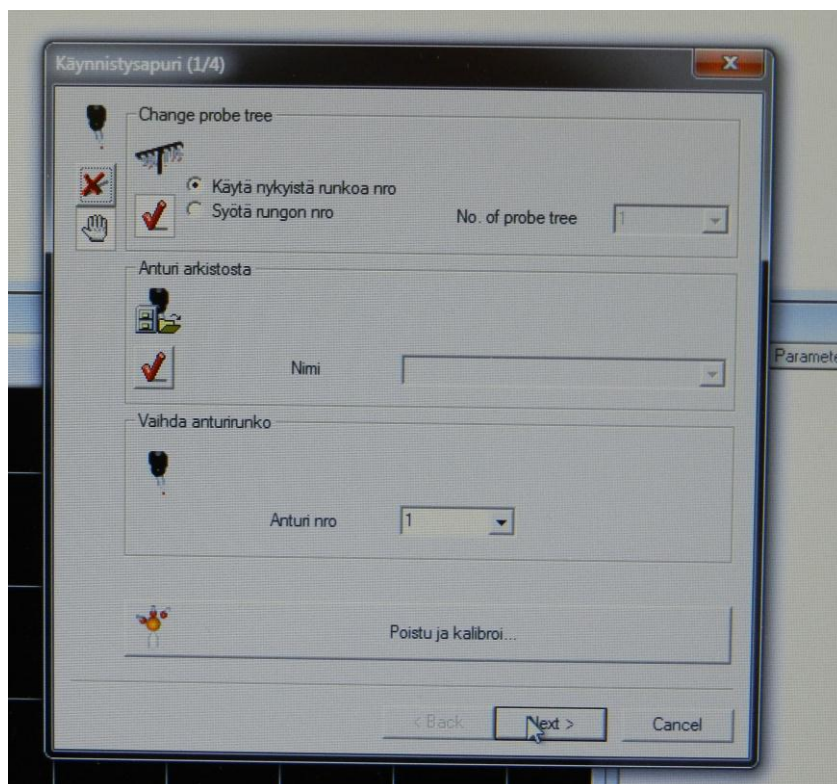 Käynnistysapuri (1/4)
Change probe tree
Käytä nykyistä runkoa nro
Syötä rungon nro
No. of probe tree
1
Anturi arkistosta
Nimi
Vaihda anturirunko
Anturi nro
1
Poistu ja kalibroi...
< Back
Next >
Cancel
Paramete